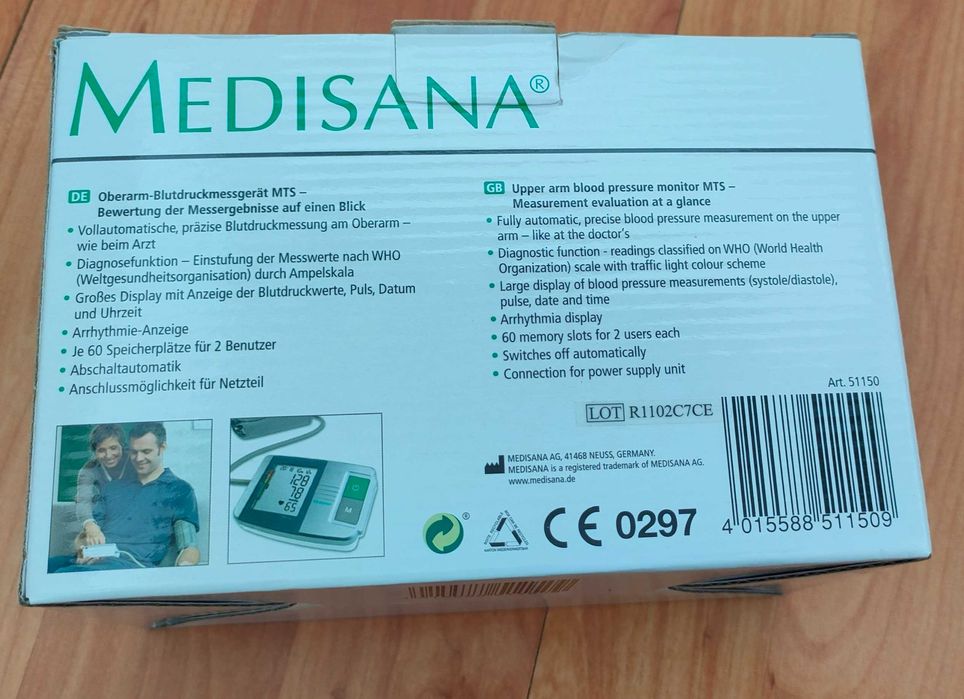 MEDISANA®
DE Oberarm-Blutdruckmessgerät MTS –
Bewertung der Messergebnisse auf einen Blick
• Vollautomatische, präzise Blutdruckmessung am Oberarm –
wie beim Arzt
• Diagnosefunktion – Einstufung der Messwerte nach WHO
(Weltgesundheitsorganisation) durch Ampelskala
• Großes Display mit Anzeige der Blutdruckwerte, Puls, Datum
und Uhrzeit
• Arrhythmie-Anzeige
• Je 60 Speicherplätze für 2 Benutzer
• Abschaltautomatik
• Anschlussmöglichkeit für Netzteil
GB Upper arm blood pressure monitor MTS –
Measurement evaluation at a glance
• Fully automatic, precise blood pressure measurement on the upper
arm – like at the doctor's
• Diagnostic function - readings classified on WHO (World Health
Organization) scale with traffic light colour scheme
• Large display of blood pressure measurements (systole/diastole),
pulse, date and time
• Arrhythmia display
• 60 memory slots for 2 users each
• Switches off automatically
• Connection for power supply unit
Art. 51150
LOT R1102C7CE
MEDISANA AG, 41468 NEUSS, GERMANY.
MEDISANA is a registered trademark of MEDISANA AG.
www.medisana.de
128
78
65
M
®
CE 0297
4 015588 511509